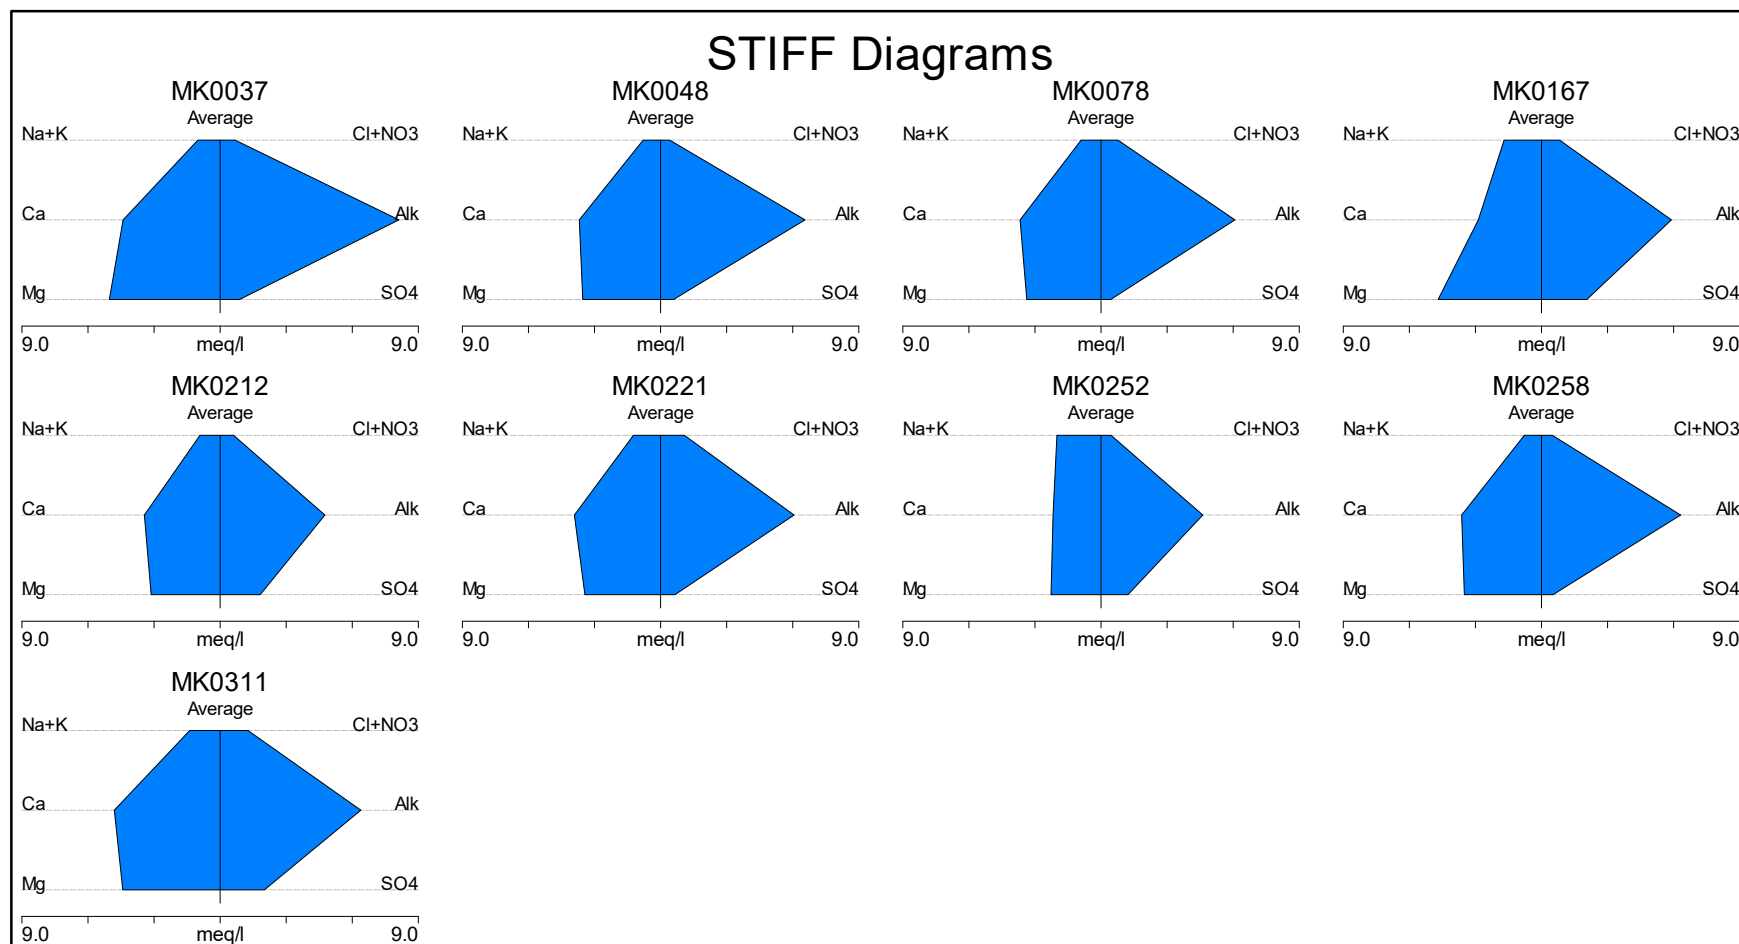 STIFF Diagrams
MK0037
Average
Na+K Cl+NO3
Ca Alk
Mg SO4
9.0 meq/l 9.0
MK0048
Average
Na+K Cl+NO3
Ca Alk
Mg SO4
9.0 meq/l 9.0
MK0078
Average
Na+K Cl+NO3
Ca Alk
Mg SO4
9.0 meq/l 9.0
MK0167
Average
Na+K Cl+NO3
Ca Alk
Mg SO4
9.0 meq/l 9.0
MK0212
Average
Na+K Cl+NO3
Ca Alk
Mg SO4
9.0 meq/l 9.0
MK0221
Average
Na+K Cl+NO3
Ca Alk
Mg SO4
9.0 meq/l 9.0
MK0252
Average
Na+K Cl+NO3
Ca Alk
Mg SO4
9.0 meq/l 9.0
MK0258
Average
Na+K Cl+NO3
Ca Alk
Mg SO4
9.0 meq/l 9.0
MK0311
Average
Na+K Cl+NO3
Ca Alk
Mg SO4
9.0 meq/l 9.0